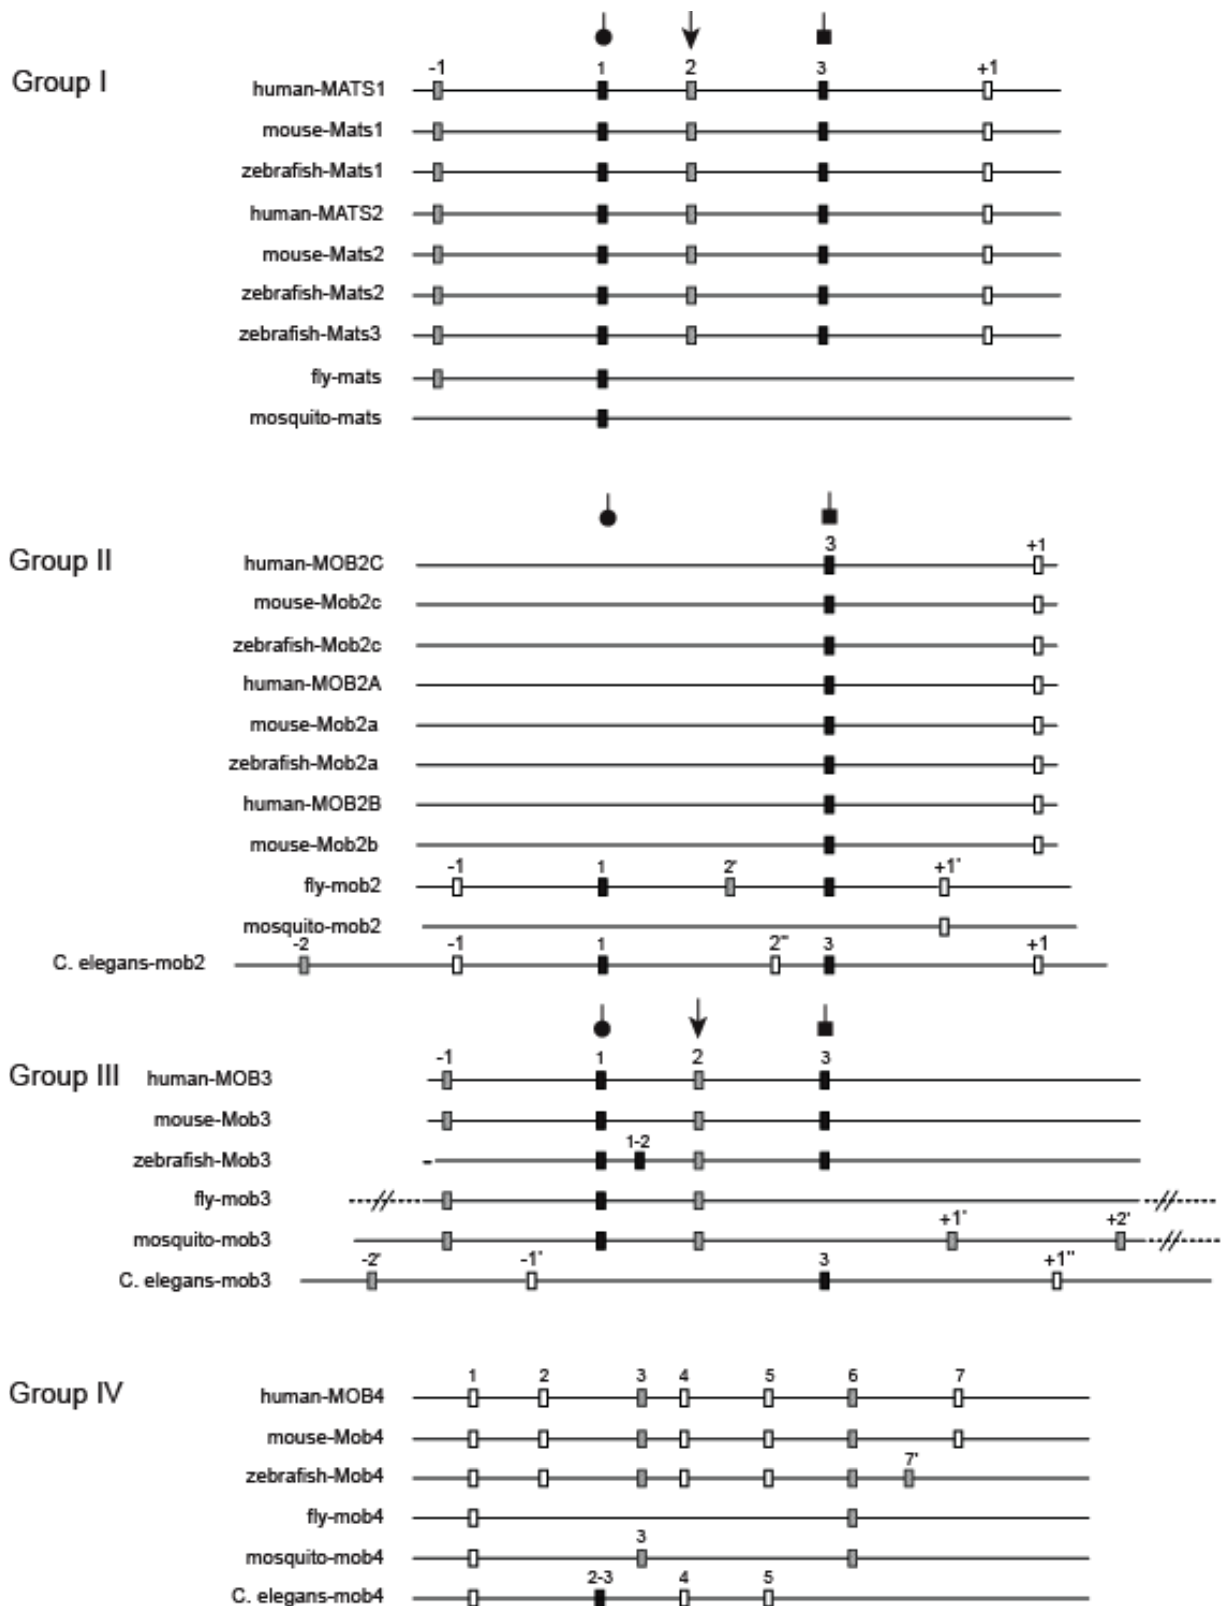 -1 1 2 3 +1
Group I
human-MATS1
mouse-Mats1
zebrafish-Mats1
human-MATS2
mouse-Mats2
zebrafish-Mats2
zebrafish-Mats3
fly-mats
mosquito-mats
3 +1
Group II
human-MOB2C
mouse-Mob2c
zebrafish-Mob2c
human-MOB2A
mouse-Mob2a
zebrafish-Mob2a
human-MOB2B
mouse-Mob2b
-1 1 2' +1'
fly-mob2
mosquito-mob2
-2 -1 1 2'' 3 +1
C. elegans-mob2
-1 1 2 3
Group III human-MOB3
mouse-Mob3
1-2
zebrafish-Mob3
fly-mob3
+1' +2'
mosquito-mob3
-2' -1' 3 +1''
C. elegans-mob3
1 2 3 4 5 6 7
Group IV
human-MOB4
mouse-Mob4
7'
zebrafish-Mob4
fly-mob4
3
mosquito-mob4
2-3 4 5
C. elegans-mob4